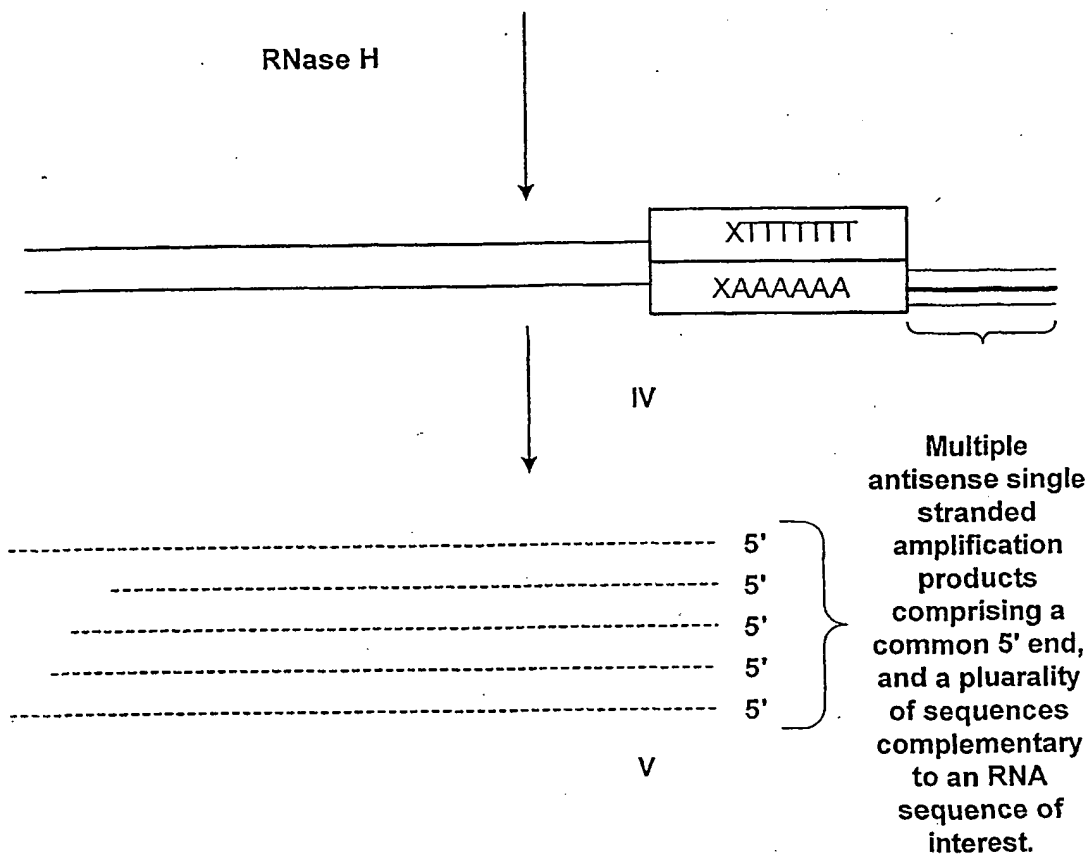 RNase H
XTTTTTTT
XAAAAAA
IV
Multiple
antisense single
stranded
amplification
products
comprising a
common 5' end,
and a pluarality
of sequences
complementary
to an RNA
sequence of
interest.
5'
5'
5'
5'
5'
V